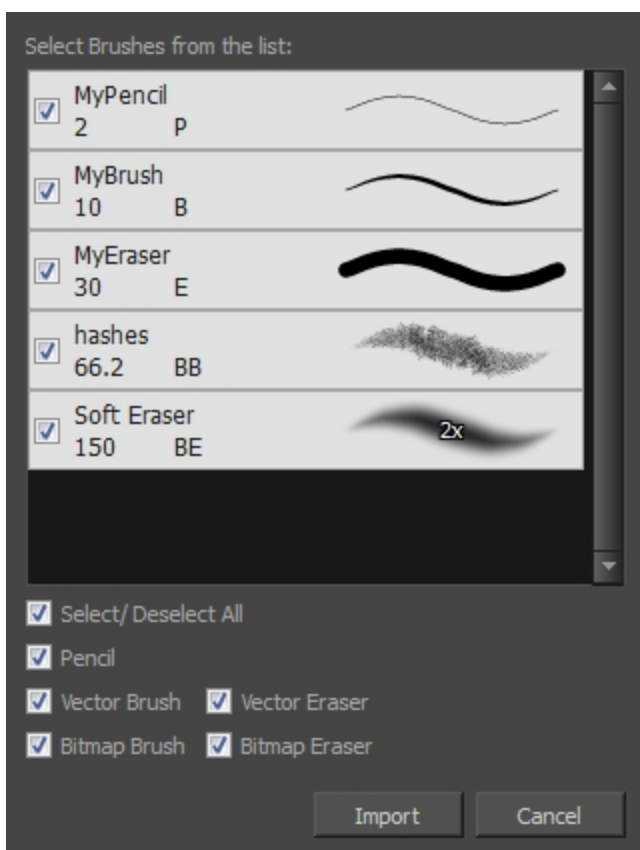 Select Brushes from the list:
MyPencil
2 P
MyBrush
10 B
MyEraser
30 E
hashes
66.2 BB
Soft Eraser
150 BE
2x
Select/ Deselect All
Pencil
Vector Brush Vector Eraser
Bitmap Brush Bitmap Eraser
Import Cancel